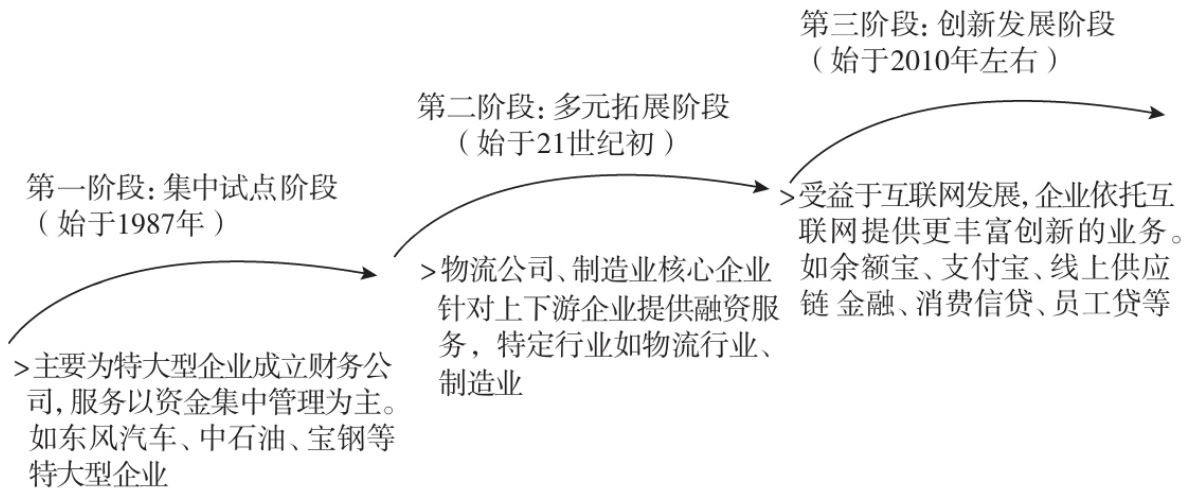 第一阶段：集中试点阶段
（始于1987年）
>主要为特大型企业成立财务公
司，服务以资金集中管理为主。
如东风汽车、中石油、宝钢等
特大型企业
第二阶段：多元拓展阶段
（始于21世纪初）
>物流公司、制造业核心企业
针对上下游企业提供融资服
务，特定行业如物流行业、
制造业
第三阶段：创新发展阶段
（始于2010年左右）
>受益于互联网发展，企业依托互
联网提供更丰富创新的业务。
如余额宝、支付宝、线上供应
链金融、消费信贷、员工贷等